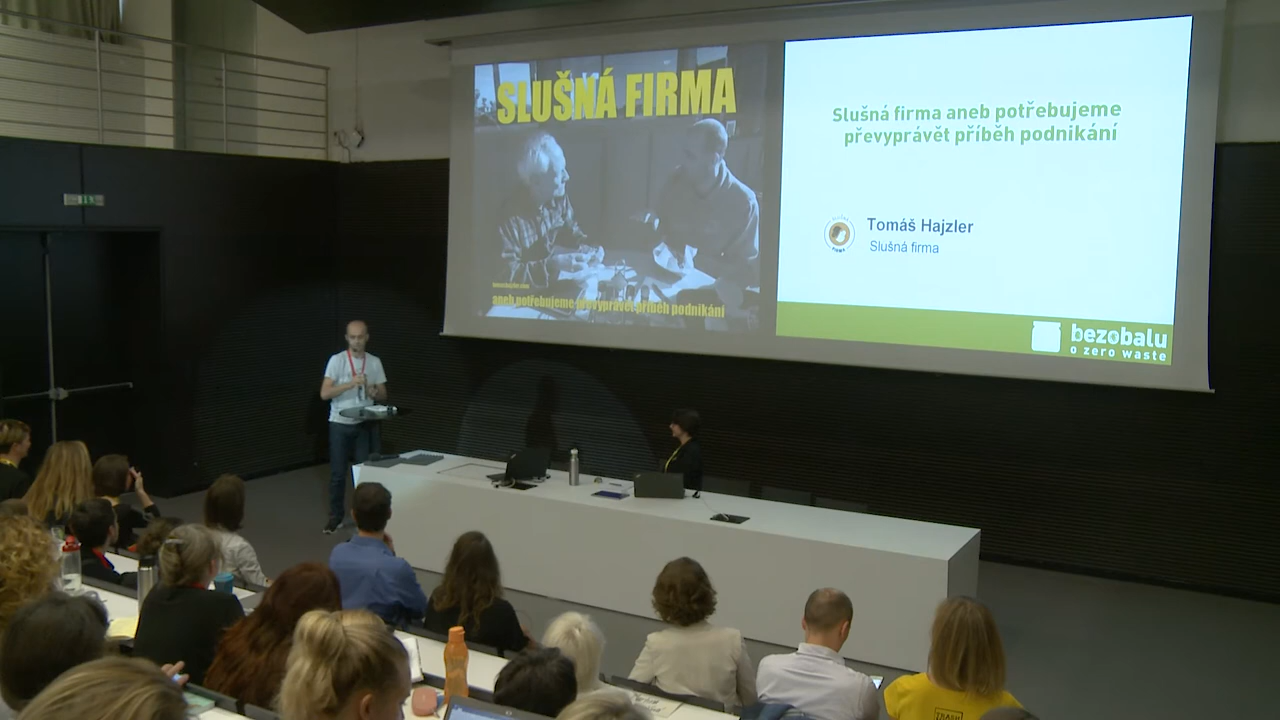 SLUŠNÁ FIRMA
aneb potřebujeme převyprávět příběh podnikání
Slušná firma aneb potřebujeme
převyprávět příběh podnikání
Tomáš Hajzler
Slušná firma
bezobalu
o zero waste